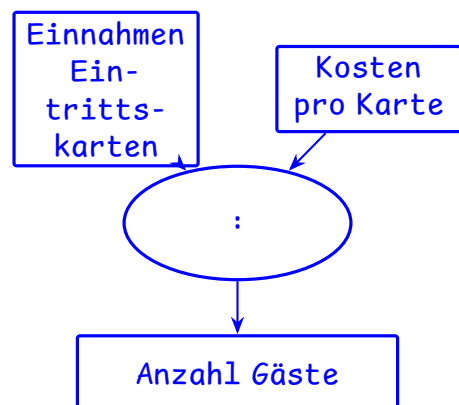 Einnahmen
Ein-
tritts-
karten
Kosten
pro Karte
:
Anzahl Gäste